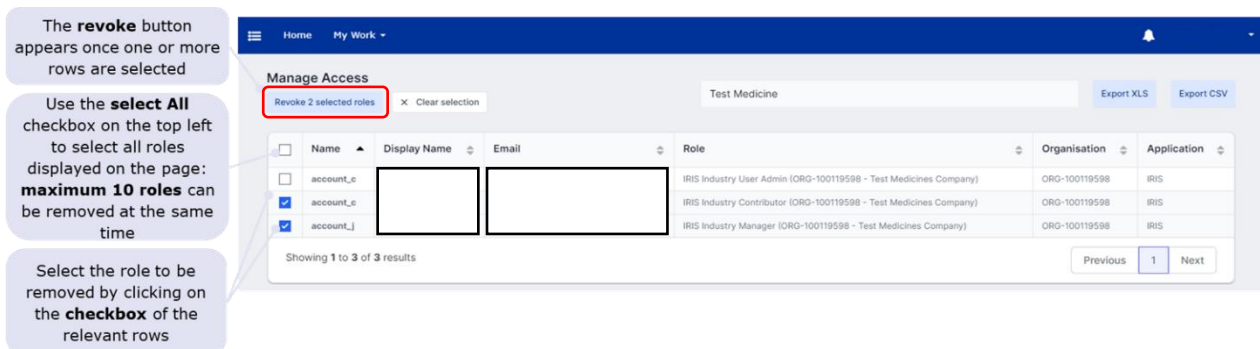 The revoke button
appears once one or more
rows are selected
Use the select All
checkbox on the top left
to select all roles
displayed on the page:
maximum 10 roles can
be removed at the same
time
Select the role to be
removed by clicking on
the checkbox of the
relevant rows
Home My Work
Manage Access
Revoke 2 selected roles × Clear selection Test Medicine Export XLS Export CSV
Name Display Name Email Role Organisation Application
account_c IRIS Industry User Admin (ORG-100119598 - Test Medicines Company) ORG-100119598 IRIS
account_c IRIS Industry Contributor (ORG-100119598 - Test Medicines Company) ORG-100119598 IRIS
account_j IRIS Industry Manager (ORG-100119598 - Test Medicines Company) ORG-100119598 IRIS
Showing 1 to 3 of 3 results Previous 1 Next